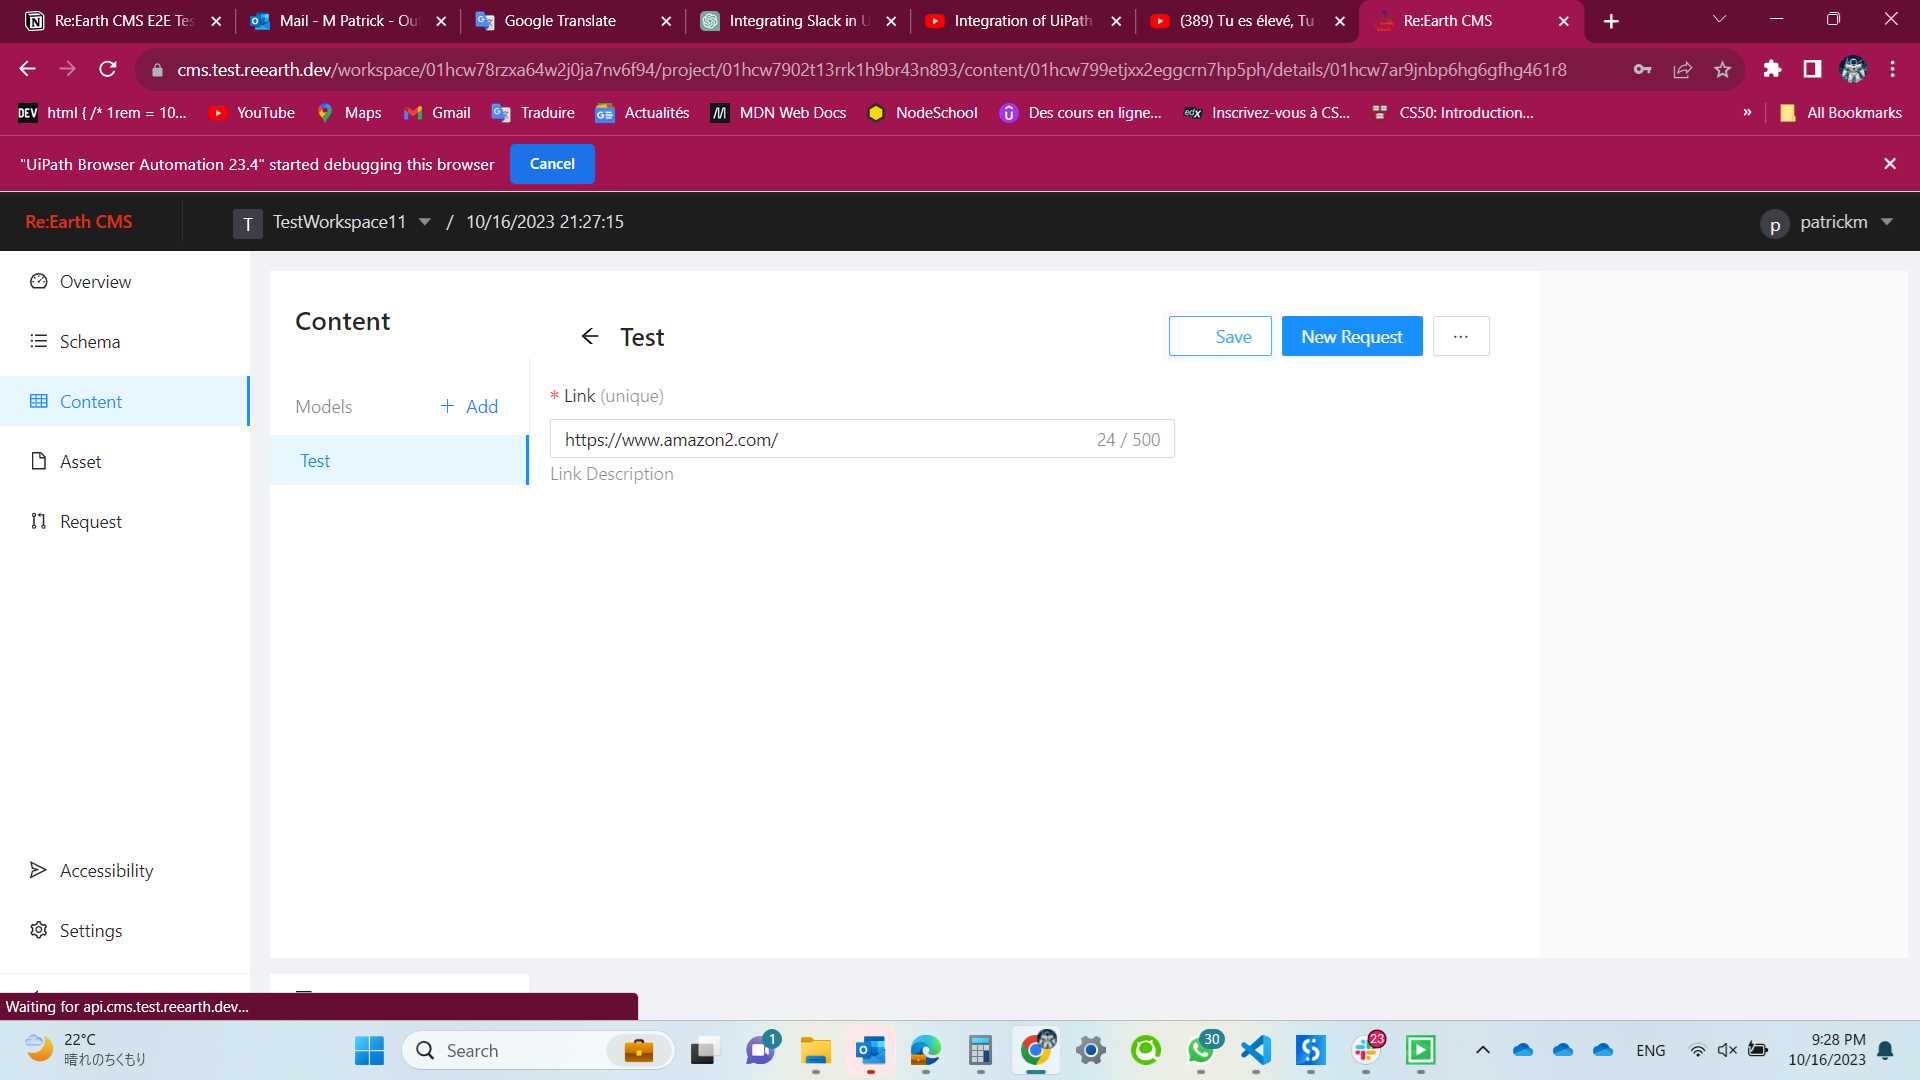 Re:Earth CMS E2E Tes
Mail - M Patrick - Ou
Google Translate
Integrating Slack in U
Integration of UiPath
(389) Tu es élevé, Tu
Re:Earth CMS
cms.test.reearth.dev/workspace/01hcw78rzxa64w2j0ja7nv6f94/project/01hcw7902t13rrk1h9br43n893/content/01hcw799etjxx2eggcrn7hp5ph/details/01hcw7ar9jnbp6hg6gfhg461r8
DEV html { /* 1rem = 10...
YouTube
Maps
Gmail
Traduire
Actualités
MDN Web Docs
NodeSchool
Des cours en ligne...
edX Inscrivez-vous à CS...
CS50: Introduction...
»
All Bookmarks
"UiPath Browser Automation 23.4" started debugging this browser
Cancel
Re:Earth CMS
T TestWorkspace11 / 10/16/2023 21:27:15
p patrickm
Overview
Schema
Content
Asset
Request
Accessibility
Settings
Content
Models
+ Add
Test
Test
Save
New Request
...
* Link (unique)
https://www.amazon2.com/
24 / 500
Link Description
Waiting for api.cms.test.reearth.dev...
22°C
晴れのちくもり
Search
1
30
23
ENG
9:28 PM
10/16/2023